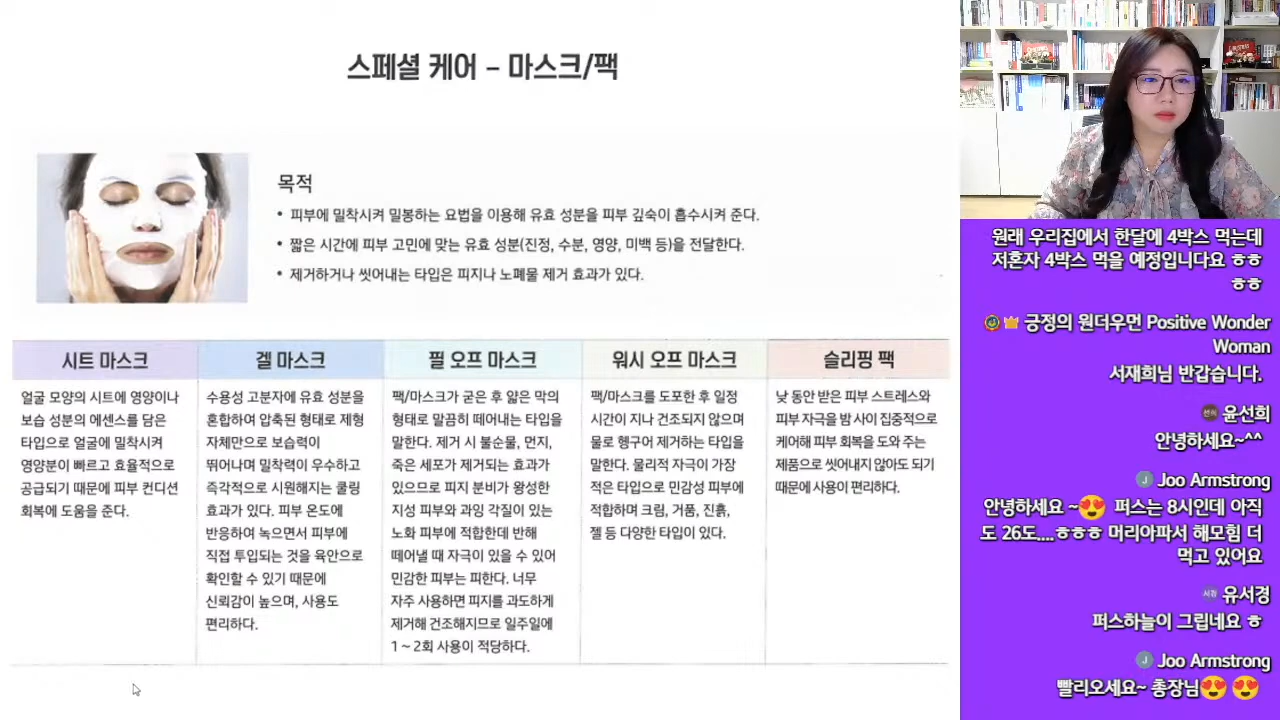 스페셜 케어 – 마스크/팩
목적
• 피부에 밀착시켜 밀봉하는 요법을 이용해 유효 성분을 피부 깊숙이 흡수시켜 준다.
• 짧은 시간에 피부 고민에 맞는 유효 성분(진정, 수분, 영양, 미백 등)을 전달한다.
• 제거하거나 씻어내는 타입은 피지나 노폐물 제거 효과가 있다.
시트 마스크
얼굴 모양의 시트에 영양이나
보습 성분의 에센스를 담은
타입으로 얼굴에 밀착시켜
영양분이 빠르고 효율적으로
공급되기 때문에 피부 컨디션
회복에 도움을 준다.
겔 마스크
수용성 고분자에 유효 성분을
혼합하여 압축된 형태로 제형
자체만으로 보습력이
뛰어나며 밀착력이 우수하고
즉각적으로 시원해지는 쿨링
효과가 있다. 피부 온도에
반응하여 녹으면서 피부에
직접 투입되는 것을 육안으로
확인할 수 있기 때문에
신뢰감이 높으며, 사용도
편리하다.
필 오프 마스크
팩/마스크가 굳은 후 얇은 막의
형태로 말끔히 떼어내는 타입을
말한다. 제거 시 불순물, 먼지,
죽은 세포가 제거되는 효과가
있으므로 피지 분비가 왕성한
지성 피부와 과잉 각질이 있는
노화 피부에 적합한데 반해
떼어낼 때 자극이 있을 수 있어
민감한 피부는 피한다. 너무
자주 사용하면 피지를 과도하게
제거해 건조해지므로 일주일에
1 ~ 2회 사용이 적당하다.
워시 오프 마스크
팩/마스크를 도포한 후 일정
시간이 지나 건조되지 않으며
물로 헹구어 제거하는 타입을
말한다. 물리적 자극이 가장
적은 타입으로 민감성 피부에
적합하며 크림, 거품, 진흙,
젤 등 다양한 타입이 있다.
슬리핑 팩
낮 동안 받은 피부 스트레스와
피부 자극을 밤 사이 집중적으로
케어해 피부 회복을 도와 주는
제품으로 씻어내지 않아도 되기
때문에 사용이 편리하다.
원래 우리집에서 한달에 4박스 먹는데
저혼자 4박스 먹을 예정입니다요 ㅎㅎ
ㅎㅎ
긍정의 원더우먼 Positive Wonder
Woman
서재희님 반갑습니다.
윤선희
안녕하세요~^^
J Joo Armstrong
안녕하세요 ~😍 퍼스는 8시인데 아직
도 26도....ㅎㅎㅎ 머리아파서 해모힘 더
먹고 있어요
서경 유서경
퍼스하늘이 그립네요 ㅎ
J Joo Armstrong
빨리오세요~ 총장님😍 😍